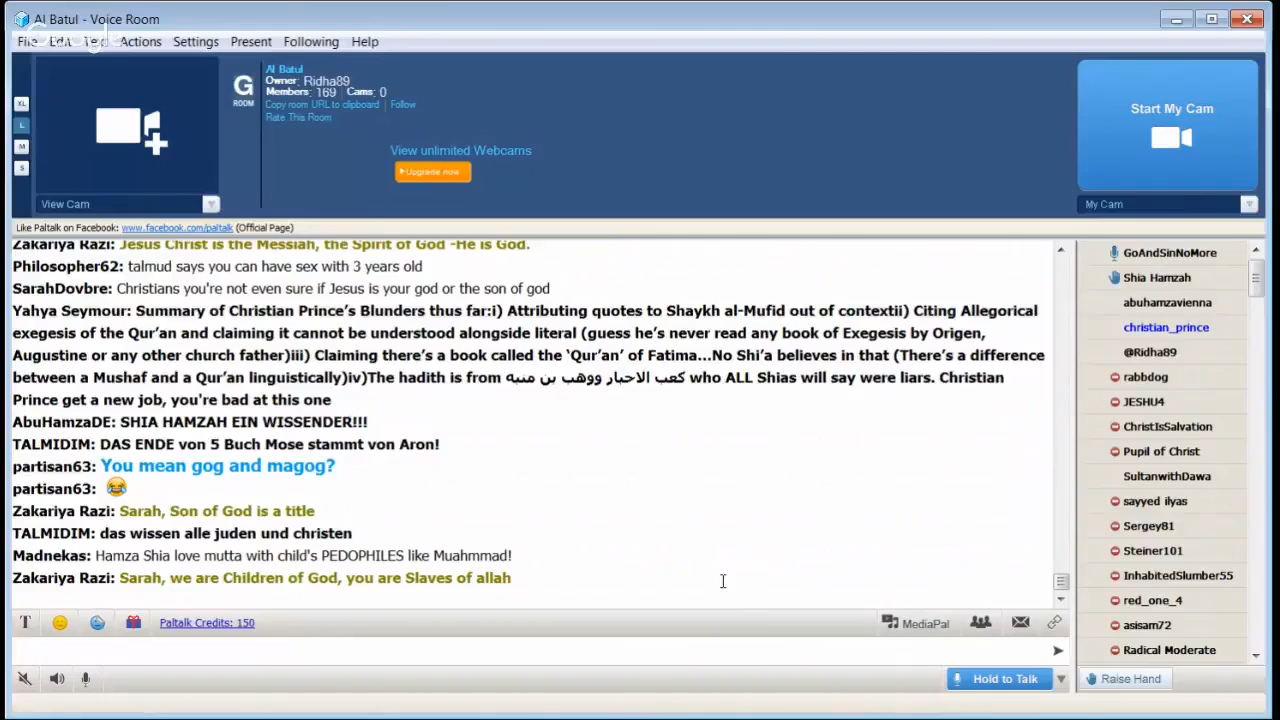 Al Batul - Voice Room
Google
File Edit Text Actions Settings Present Following Help
XL
L
M
S
View Cam
G
ROOM
Al Batul
Owner: Ridha89
Members: 169 Cams: 0
Copy room URL to clipboard | Follow
Rate This Room
View unlimited Webcams
Upgrade now
Start My Cam
My Cam
Like Paltalk on Facebook: www.facebook.com/paltalk (Official Page)
Zakariya Razi: Jesus Christ is the Messiah, the Spirit of God -He is God.
Philosopher62: talmud says you can have sex with 3 years old
SarahDovbre: Christians you're not even sure if Jesus is your god or the son of god
Yahya Seymour: Summary of Christian Prince's Blunders thus far:i) Attributing quotes to Shaykh al-Mufid out of contextii) Citing Allegorical
exegesis of the Qur'an and claiming it cannot be understood alongside literal (guess he's never read any book of Exegesis by Origen,
Augustine or any other church father)iii) Claiming there's a book called the ‘Qur'an’ of Fatima...No Shi'a believes in that (There's a difference
between a Mushaf and a Qur'an linguistically)iv)The hadith is from كعب الاحبار ووهب بن منبه who ALL Shias will say were liars. Christian
Prince get a new job, you're bad at this one
AbuHamzaDE: SHIA HAMZAH EIN WISSENDER!!!
TALMIDIM: DAS ENDE von 5 Buch Mose stammt von Aron!
partisan63: You mean gog and magog?
partisan63: 😂
Zakariya Razi: Sarah, Son of God is a title
TALMIDIM: das wissen alle juden und christen
Madnekas: Hamza Shia love mutta with child's PEDOPHILES like Muahmmad!
Zakariya Razi: Sarah, we are Children of God, you are Slaves of allah
GoAndSinNoMore
Shia Hamzah
abuhamzavienna
christian_prince
@Ridha89
rabbdog
JESHU4
ChristIsSalvation
Pupil of Christ
SultanwithDawa
sayyed ilyas
Sergey81
Steiner101
InhabitedSlumber55
red_one_4
asisam72
Radical Moderate
T
Paltalk Credits: 150
MediaPal
Hold to Talk
Raise Hand